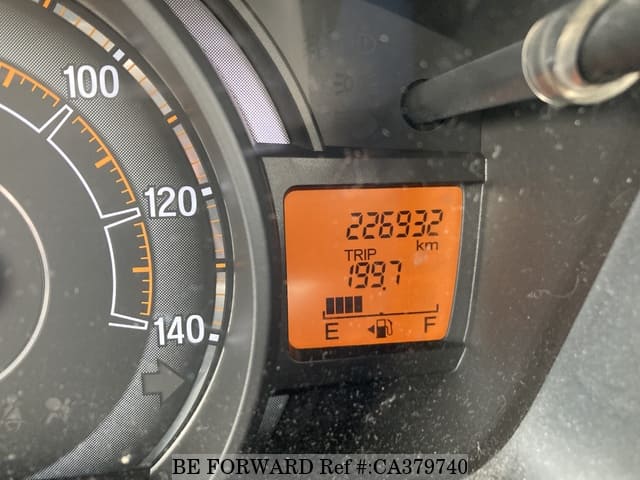 100
120
140
226932
km
TRIP
199.7
E F
BE FORWARD Ref #:CA379740